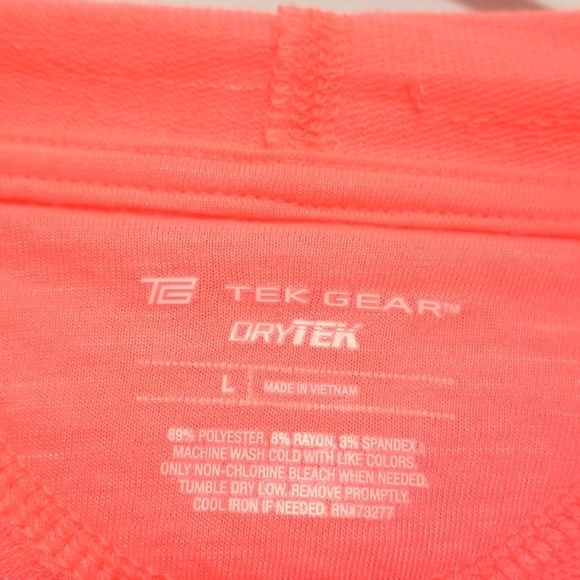 TEK GEAR™
DRYTEK
L MADE IN VIETNAM
89% POLYESTER, 8% RAYON, 3% SPANDEX
MACHINE WASH COLD WITH LIKE COLORS.
ONLY NON-CHLORINE BLEACH WHEN NEEDED.
TUMBLE DRY LOW. REMOVE PROMPTLY.
COOL IRON IF NEEDED. RN#73277